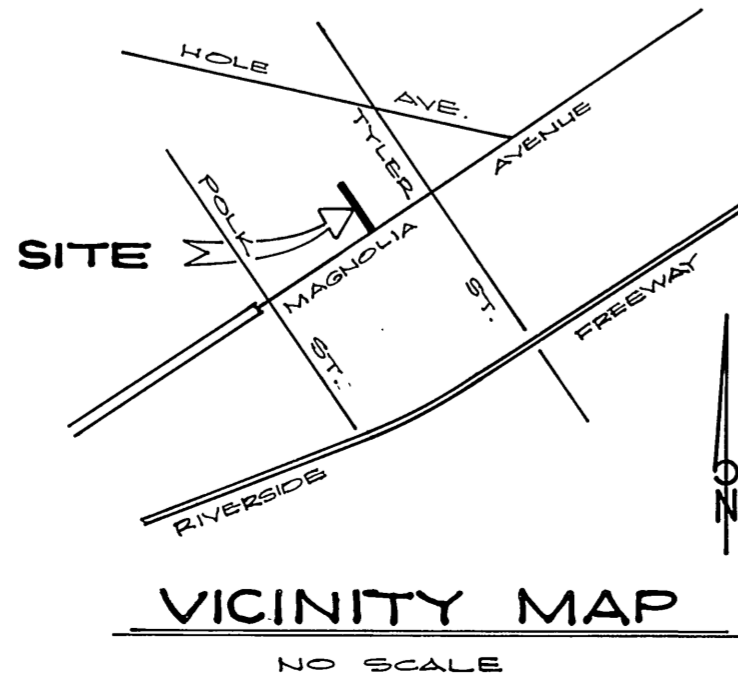 HOLE AVE.
TYLER ST.
POLK ST.
MAGNOLIA AVENUE
SITE
RIVERSIDE FREEWAY
N
VICINITY MAP
NO SCALE